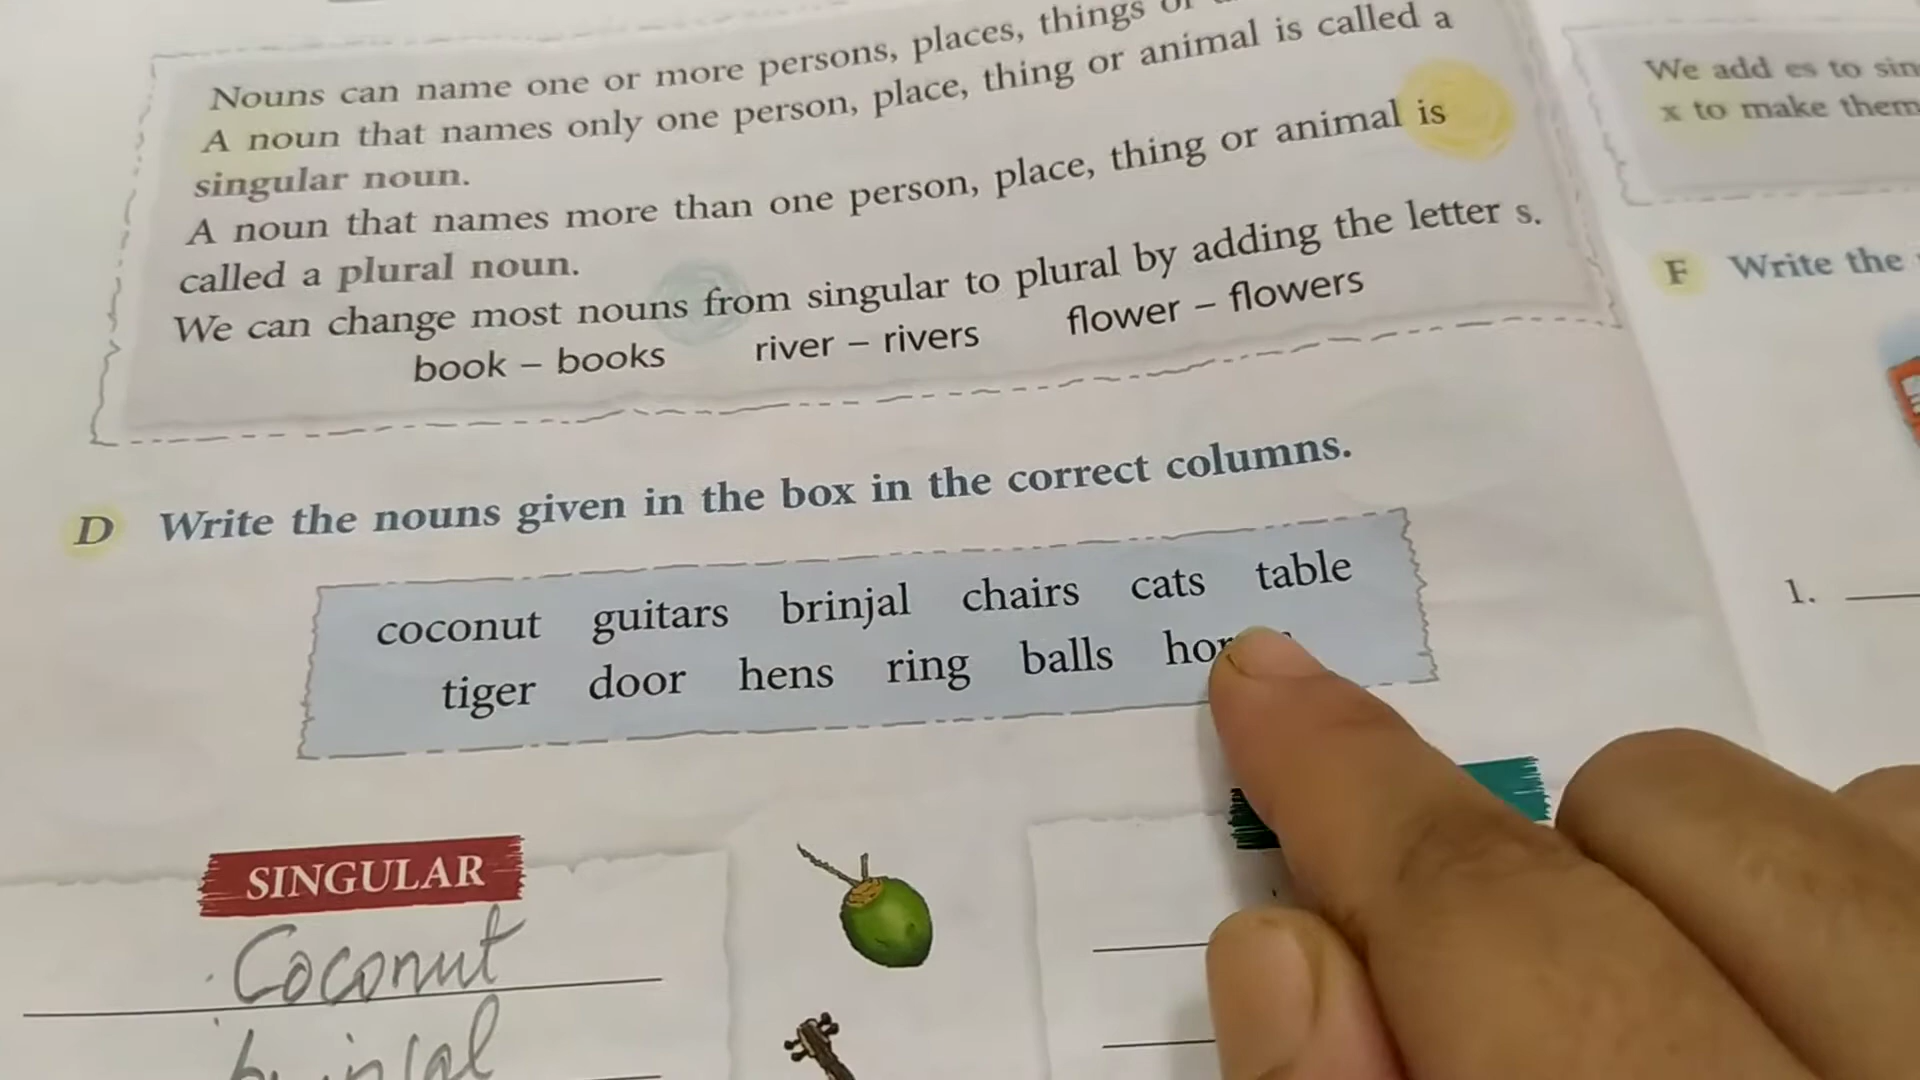 Nouns can name one or more persons, places, things or
A noun that names only one person, place, thing or animal is called a
singular noun.
A noun that names more than one person, place, thing or animal is
called a plural noun.
We can change most nouns from singular to plural by adding the letter s.
book – books river – rivers flower – flowers
D Write the nouns given in the box in the correct columns.
coconut guitars brinjal chairs cats table
tiger door hens ring balls
SINGULAR
Coconut
brinjal
We add es to sin
x to make them
F Write the
1.